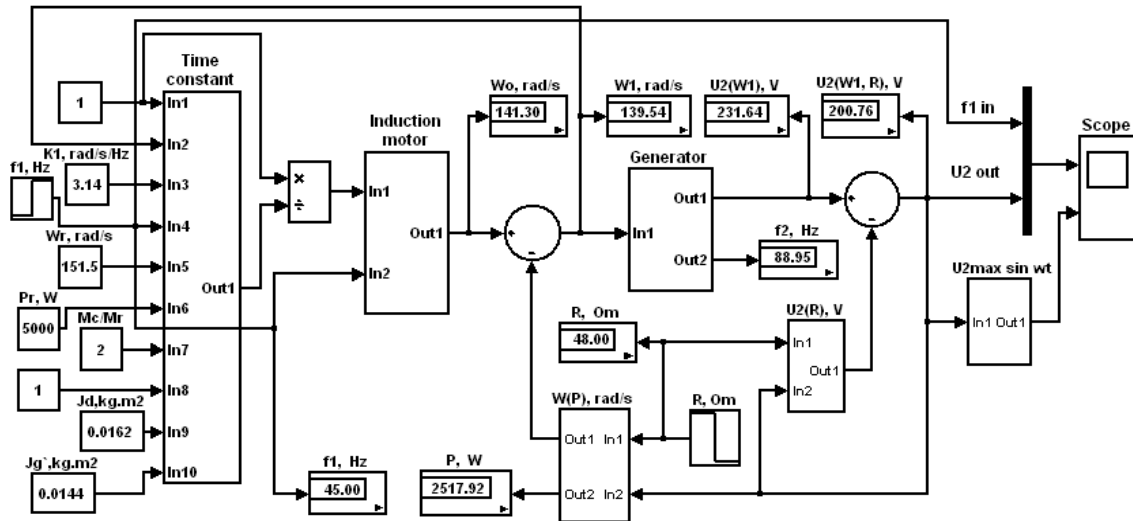 Time
constant
Wo, rad/s
W1, rad/s
U2(W1), V
U2(W1, R), V
141.30
139.54
231.64
200.76
f1 in
Scope
1
In1
In2
K1, rad/s/Hz
3.14
In3
f1, Hz
In4
Wr, rad/s
151.5
In5
Pr, W
5000
In6
Mc/Mr
2
In7
1
In8
Jd,kg.m2
0.0162
In9
Jg`,kg.m2
0.0144
In10
Out1
×
÷
Induction
motor
In1
In2
Out1
+
-
Generator
In1
Out1
Out2
f2, Hz
88.95
+
-
U2 out
U2max sin wt
In1 Out1
R, Om
48.00
U2(R), V
In1
In2
Out1
W(P), rad/s
Out1 In1
Out2 In2
R, Om
f1, Hz
45.00
P, W
2517.92